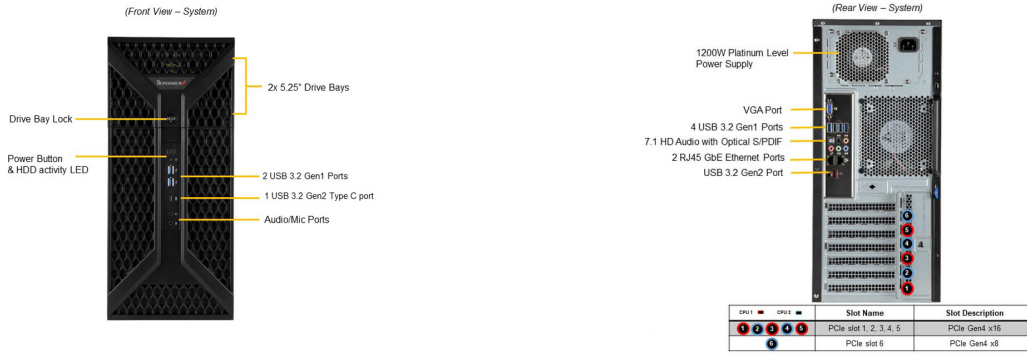 (Front View – System)
SUPERMICRO
2x 5.25" Drive Bays
Drive Bay Lock
Power Button
& HDD activity LED
2 USB 3.2 Gen1 Ports
1 USB 3.2 Gen2 Type C port
Audio/Mic Ports
(Rear View – System)
1200W Platinum Level
Power Supply
VGA Port
4 USB 3.2 Gen1 Ports
7.1 HD Audio with Optical S/PDIF
2 RJ45 GbE Ethernet Ports
USB 3.2 Gen2 Port
6
5
4
3
2
1
CPU 1 CPU 2 Slot Name Slot Description
1 2 3 4 5 PCIe slot 1, 2, 3, 4, 5 PCIe Gen4 x16
6 PCIe slot 6 PCIe Gen4 x8